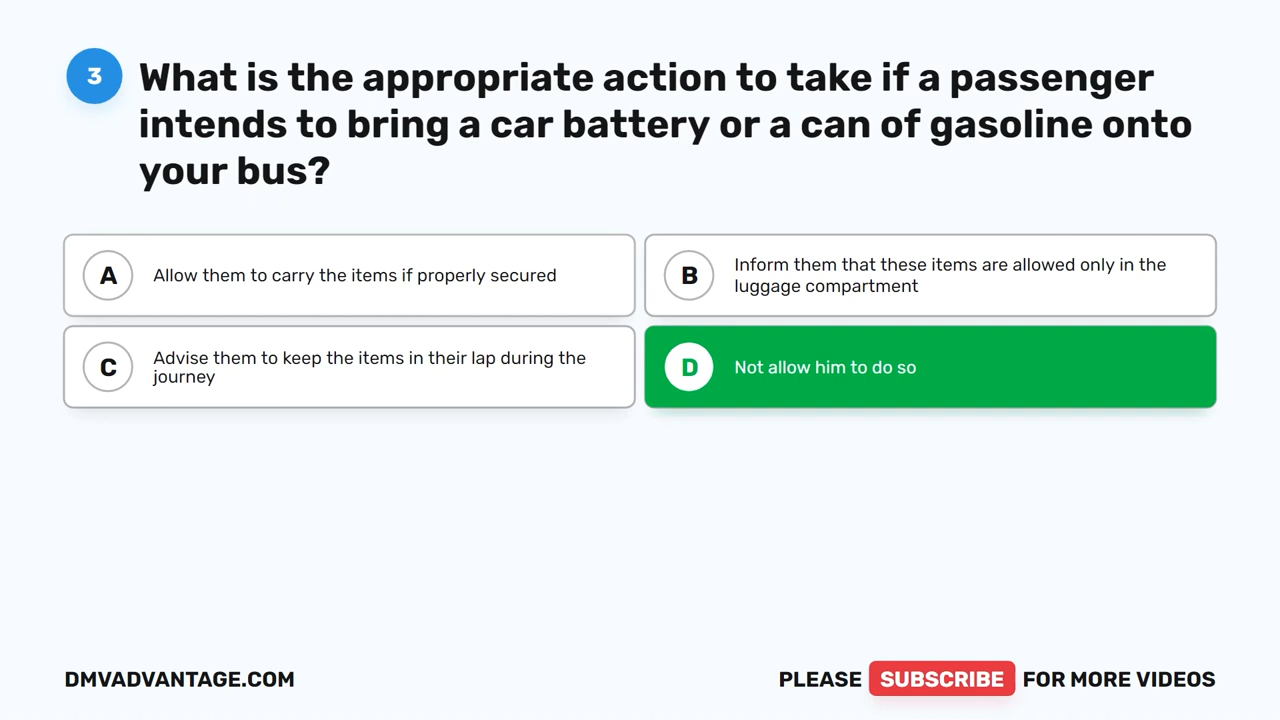 3
What is the appropriate action to take if a passenger
intends to bring a car battery or a can of gasoline onto
your bus?
A
Allow them to carry the items if properly secured
B
Inform them that these items are allowed only in the
luggage compartment
C
Advise them to keep the items in their lap during the
journey
D
Not allow him to do so
DMVADVANTAGE.COM
PLEASE SUBSCRIBE FOR MORE VIDEOS